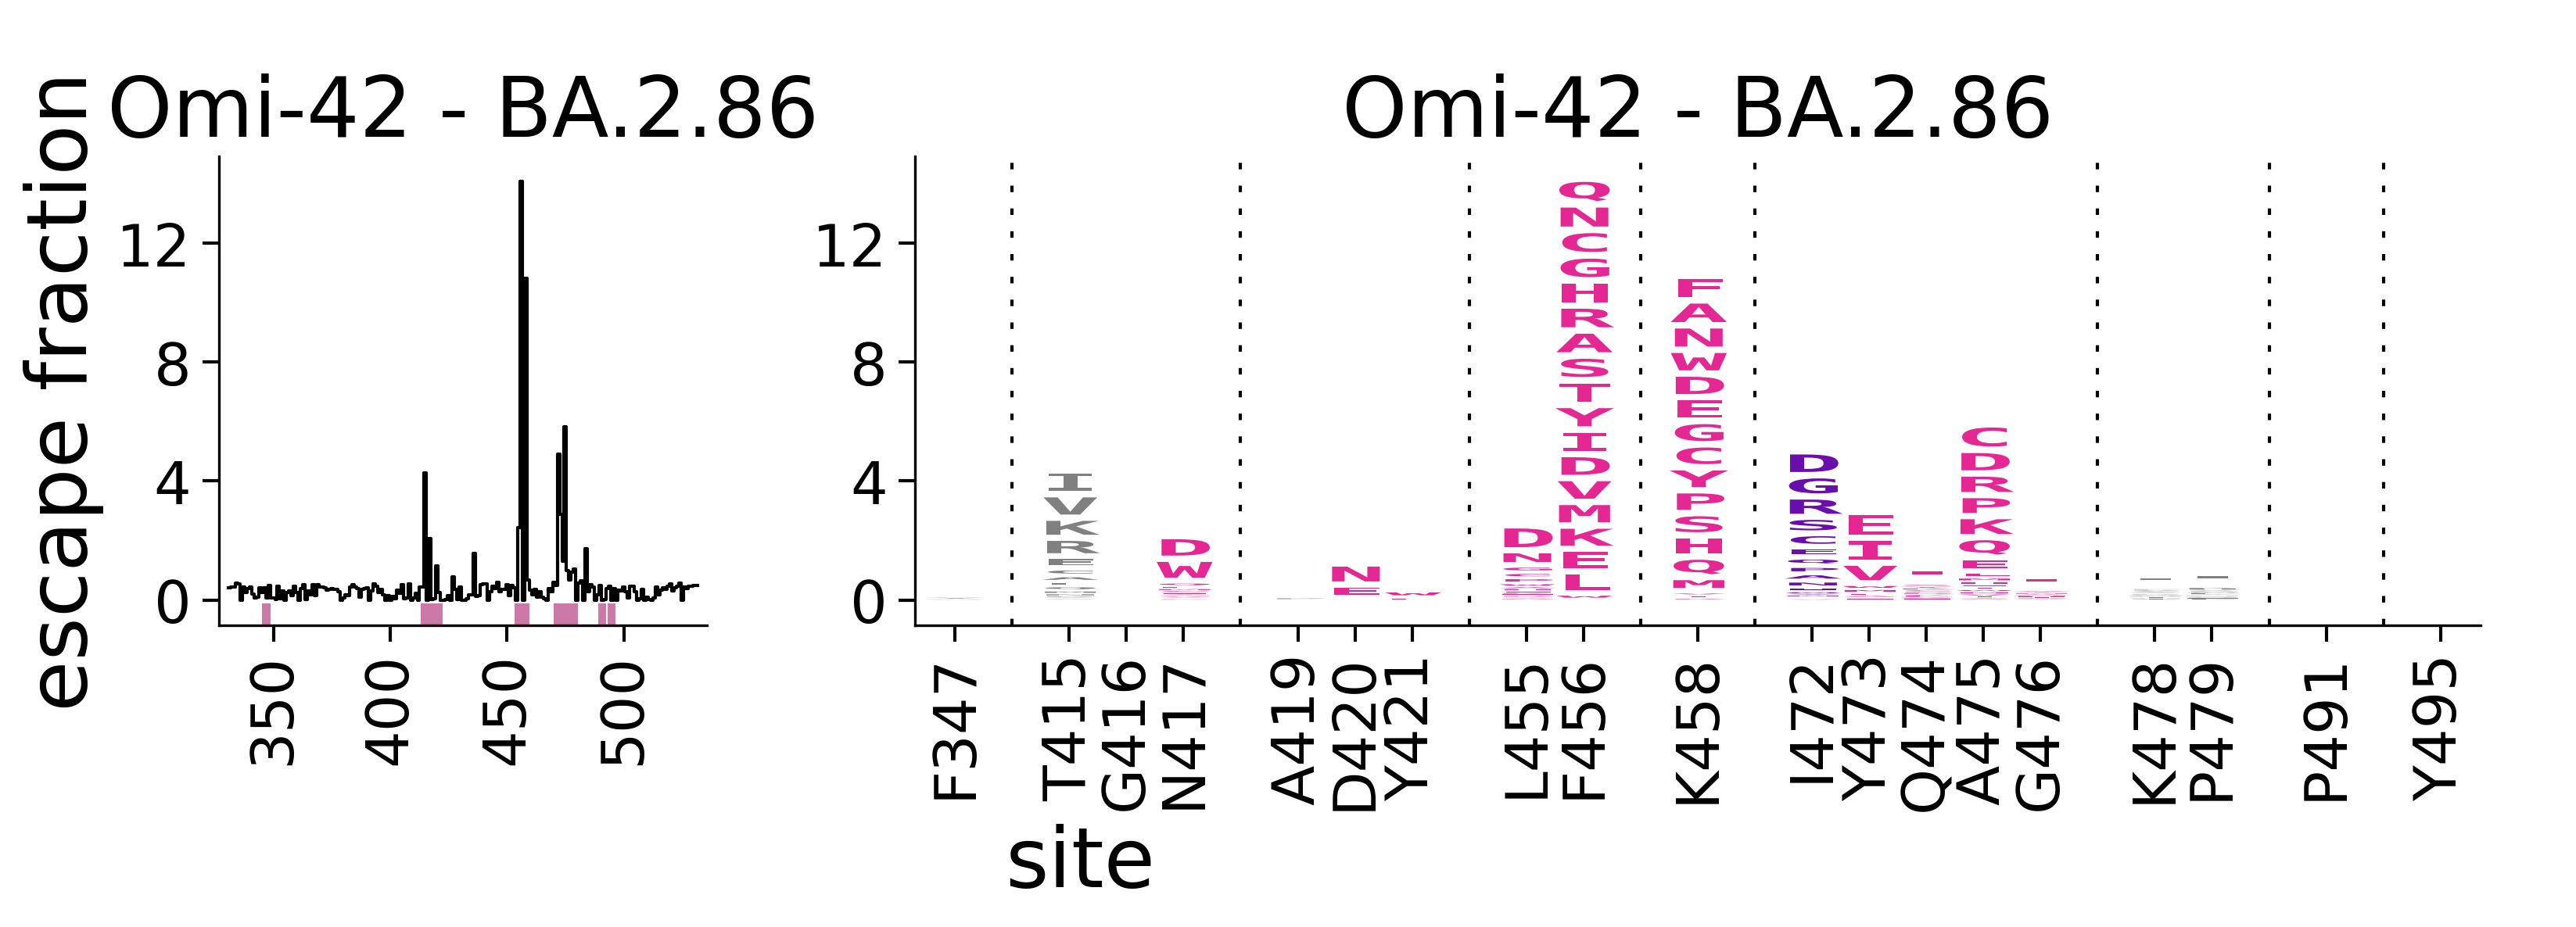 Omi-42 - BA.2.86
Omi-42 - BA.2.86
escape fraction
12
8
4
0
350
400
450
500
12
8
4
0
Q
N
C
G
H
R
A
S
T
Y
I
D
V
M
K
E
L
F
A
N
W
D
E
G
C
Y
P
S
H
Q
M
I
V
K
R
E
D
W
N
E
W
D
N
D
G
R
S
C
E
E
I
V
C
D
R
P
K
Q
E
F347
T415
G416
N417
A419
D420
Y421
L455
F456
K458
I472
Y473
Q474
A475
G476
K478
P479
P491
Y495
site